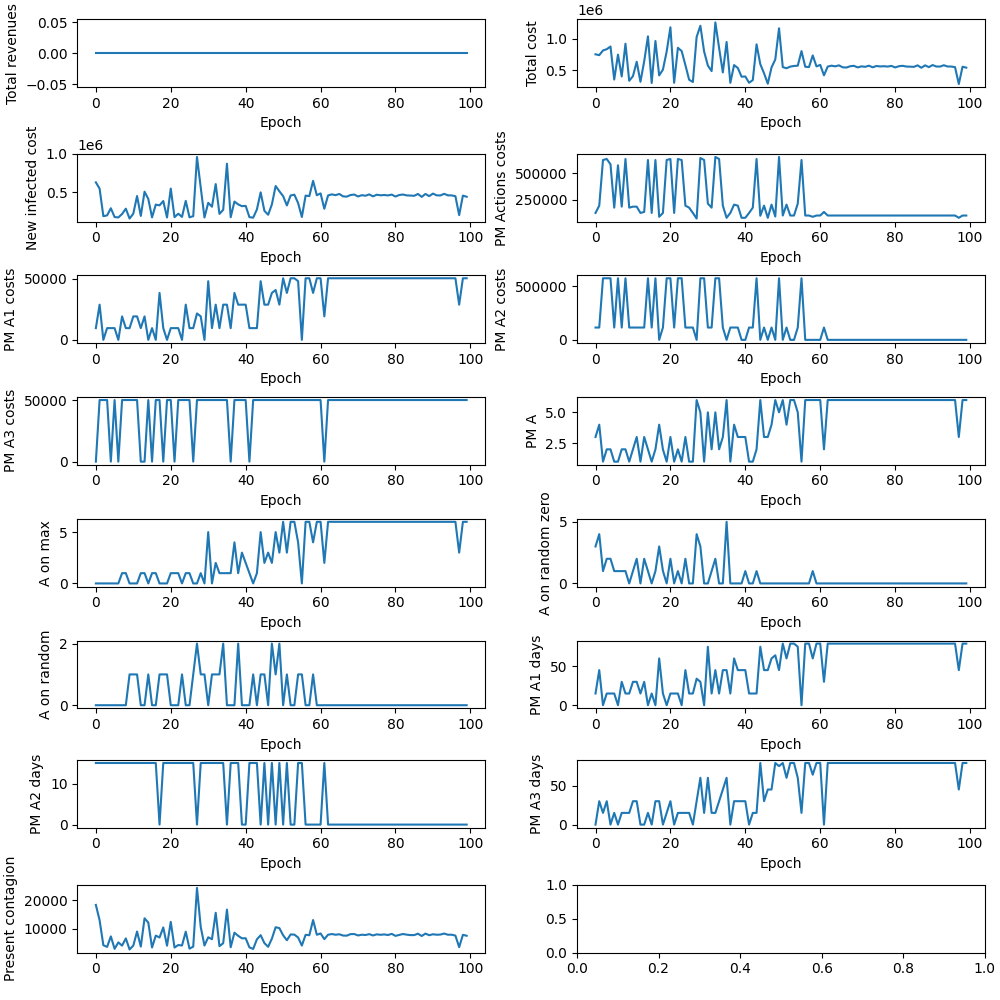 Total revenues
0.05
0.00
−0.05
0 20 40 60 80 100
Epoch
1e6
Total cost
1.0
0.5
0 20 40 60 80 100
Epoch
1e6
New infected cost
1.0
0.5
0 20 40 60 80 100
Epoch
PM Actions costs
500000
250000
0 20 40 60 80 100
Epoch
PM A1 costs
50000
0
0 20 40 60 80 100
Epoch
PM A2 costs
500000
0
0 20 40 60 80 100
Epoch
PM A3 costs
50000
0
0 20 40 60 80 100
Epoch
PM A
5.0
2.5
0 20 40 60 80 100
Epoch
A on max
5
0
0 20 40 60 80 100
Epoch
A on random zero
5
0
0 20 40 60 80 100
Epoch
A on random
2
0
0 20 40 60 80 100
Epoch
PM A1 days
50
0
0 20 40 60 80 100
Epoch
PM A2 days
10
0
0 20 40 60 80 100
Epoch
PM A3 days
50
0
0 20 40 60 80 100
Epoch
Present contagion
20000
10000
0 20 40 60 80 100
Epoch
1.0
0.5
0.0
0.0 0.2 0.4 0.6 0.8 1.0